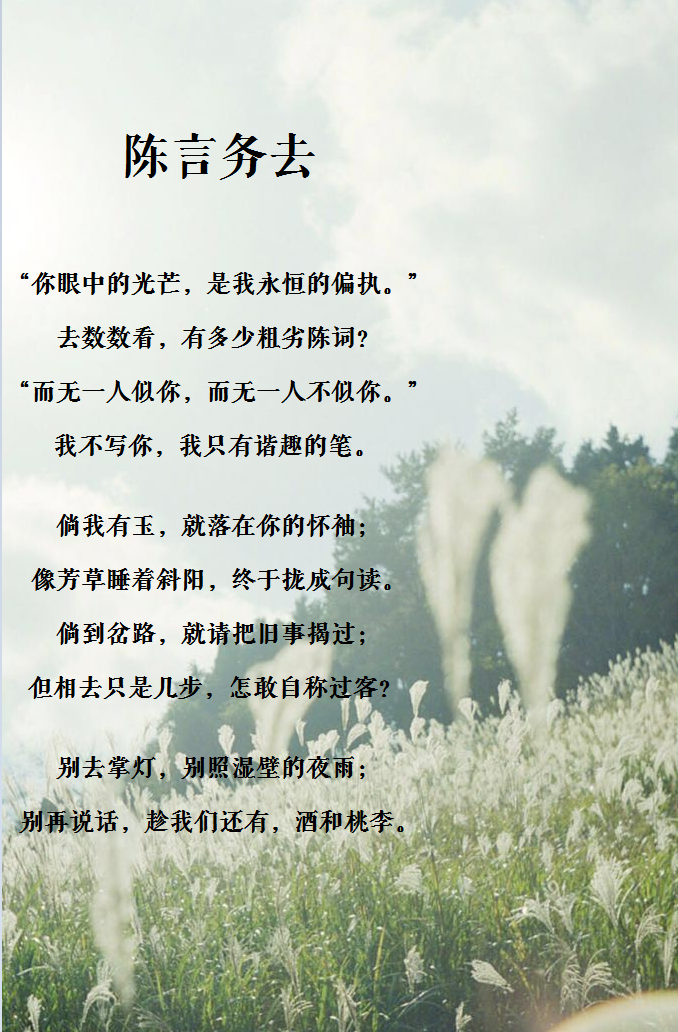 陈言务去
“你眼中的光芒，是我永恒的偏执。”
去数数看，有多少粗劣陈词？
“而无一人似你，而无一人不似你。”
我不写你，我只有谐趣的笔。
倘我有玉，就落在你的怀袖；
像芳草睡着斜阳，终于拢成句读。
倘到岔路，就请把旧事揭过；
但相去只是几步，怎敢自称过客？
别去掌灯，别照湿壁的夜雨；
别再说话，趁我们还有，酒和桃李。